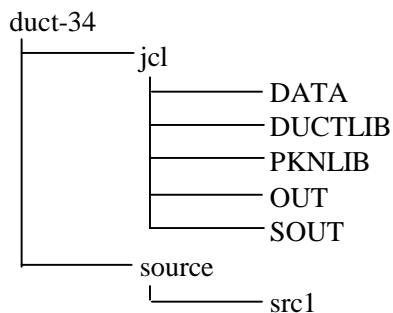 duct-34
jcl
DATA
DUCTLIB
PKNLIB
OUT
SOUT
source
src1